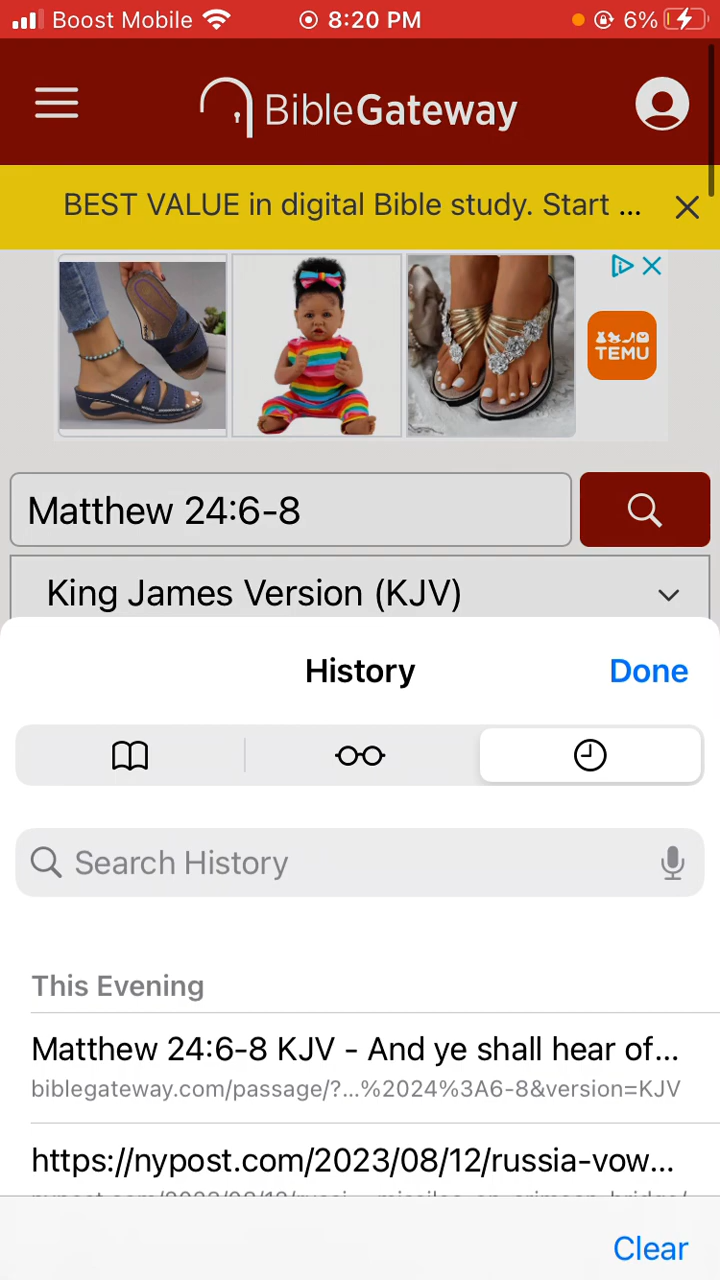 Boost Mobile 8:20 PM 6%
BibleGateway
BEST VALUE in digital Bible study. Start ...
TEMU
Matthew 24:6-8
King James Version (KJV)
History Done
Search History
This Evening
Matthew 24:6-8 KJV - And ye shall hear of...
biblegateway.com/passage/?...%2024%3A6-8&version=KJV
https://nypost.com/2023/08/12/russia-vow...
Clear